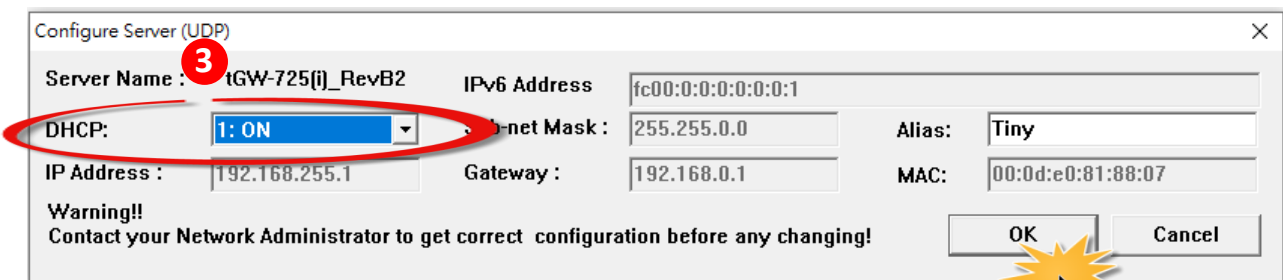 Configure Server (UDP)
3
Server Name : tGW-725(i)_RevB2
IPv6 Address fc00:0:0:0:0:0:0:1
DHCP: 1: ON
Sub-net Mask : 255.255.0.0
Alias: Tiny
IP Address : 192.168.255.1
Gateway : 192.168.0.1
MAC: 00:0d:e0:81:88:07
Warning!!
Contact your Network Administrator to get correct configuration before any changing!
OK
Cancel